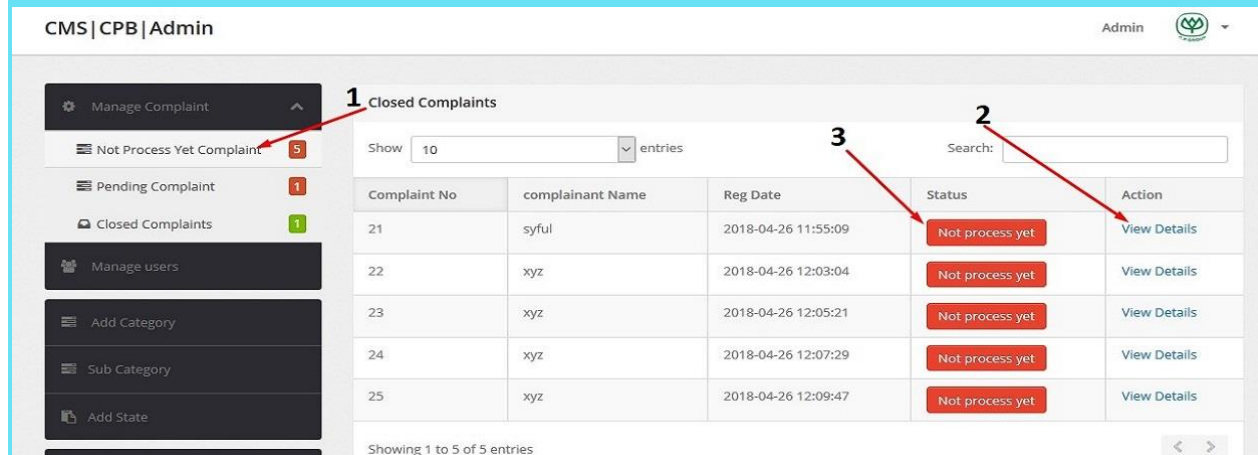 CMS|CPB|Admin
Admin
Manage Complaint
Not Process Yet Complaint 5
Pending Complaint 1
Closed Complaints 1
Manage users
Add Category
Sub Category
Add State
1
Closed Complaints
2
3
Show 10 entries
Search:
Complaint No complainant Name Reg Date Status Action
21 syful 2018-04-26 11:55:09 Not process yet View Details
22 xyz 2018-04-26 12:03:04 Not process yet View Details
23 xyz 2018-04-26 12:05:21 Not process yet View Details
24 xyz 2018-04-26 12:07:29 Not process yet View Details
25 xyz 2018-04-26 12:09:47 Not process yet View Details
Showing 1 to 5 of 5 entries